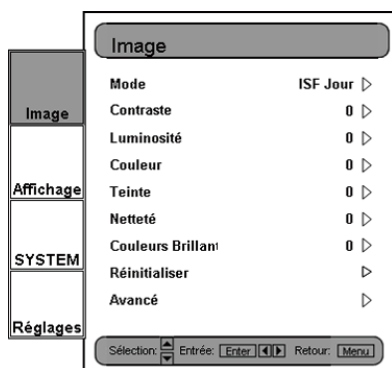 Image
Affichage
SYSTEM
Réglages
Image
Mode ISF Jour
Contraste 0
Luminosité 0
Couleur 0
Teinte 0
Netteté 0
Couleurs Brillant 0
Réinitialiser
Avancé
Sélection: Entrée: Enter Retour: Menu